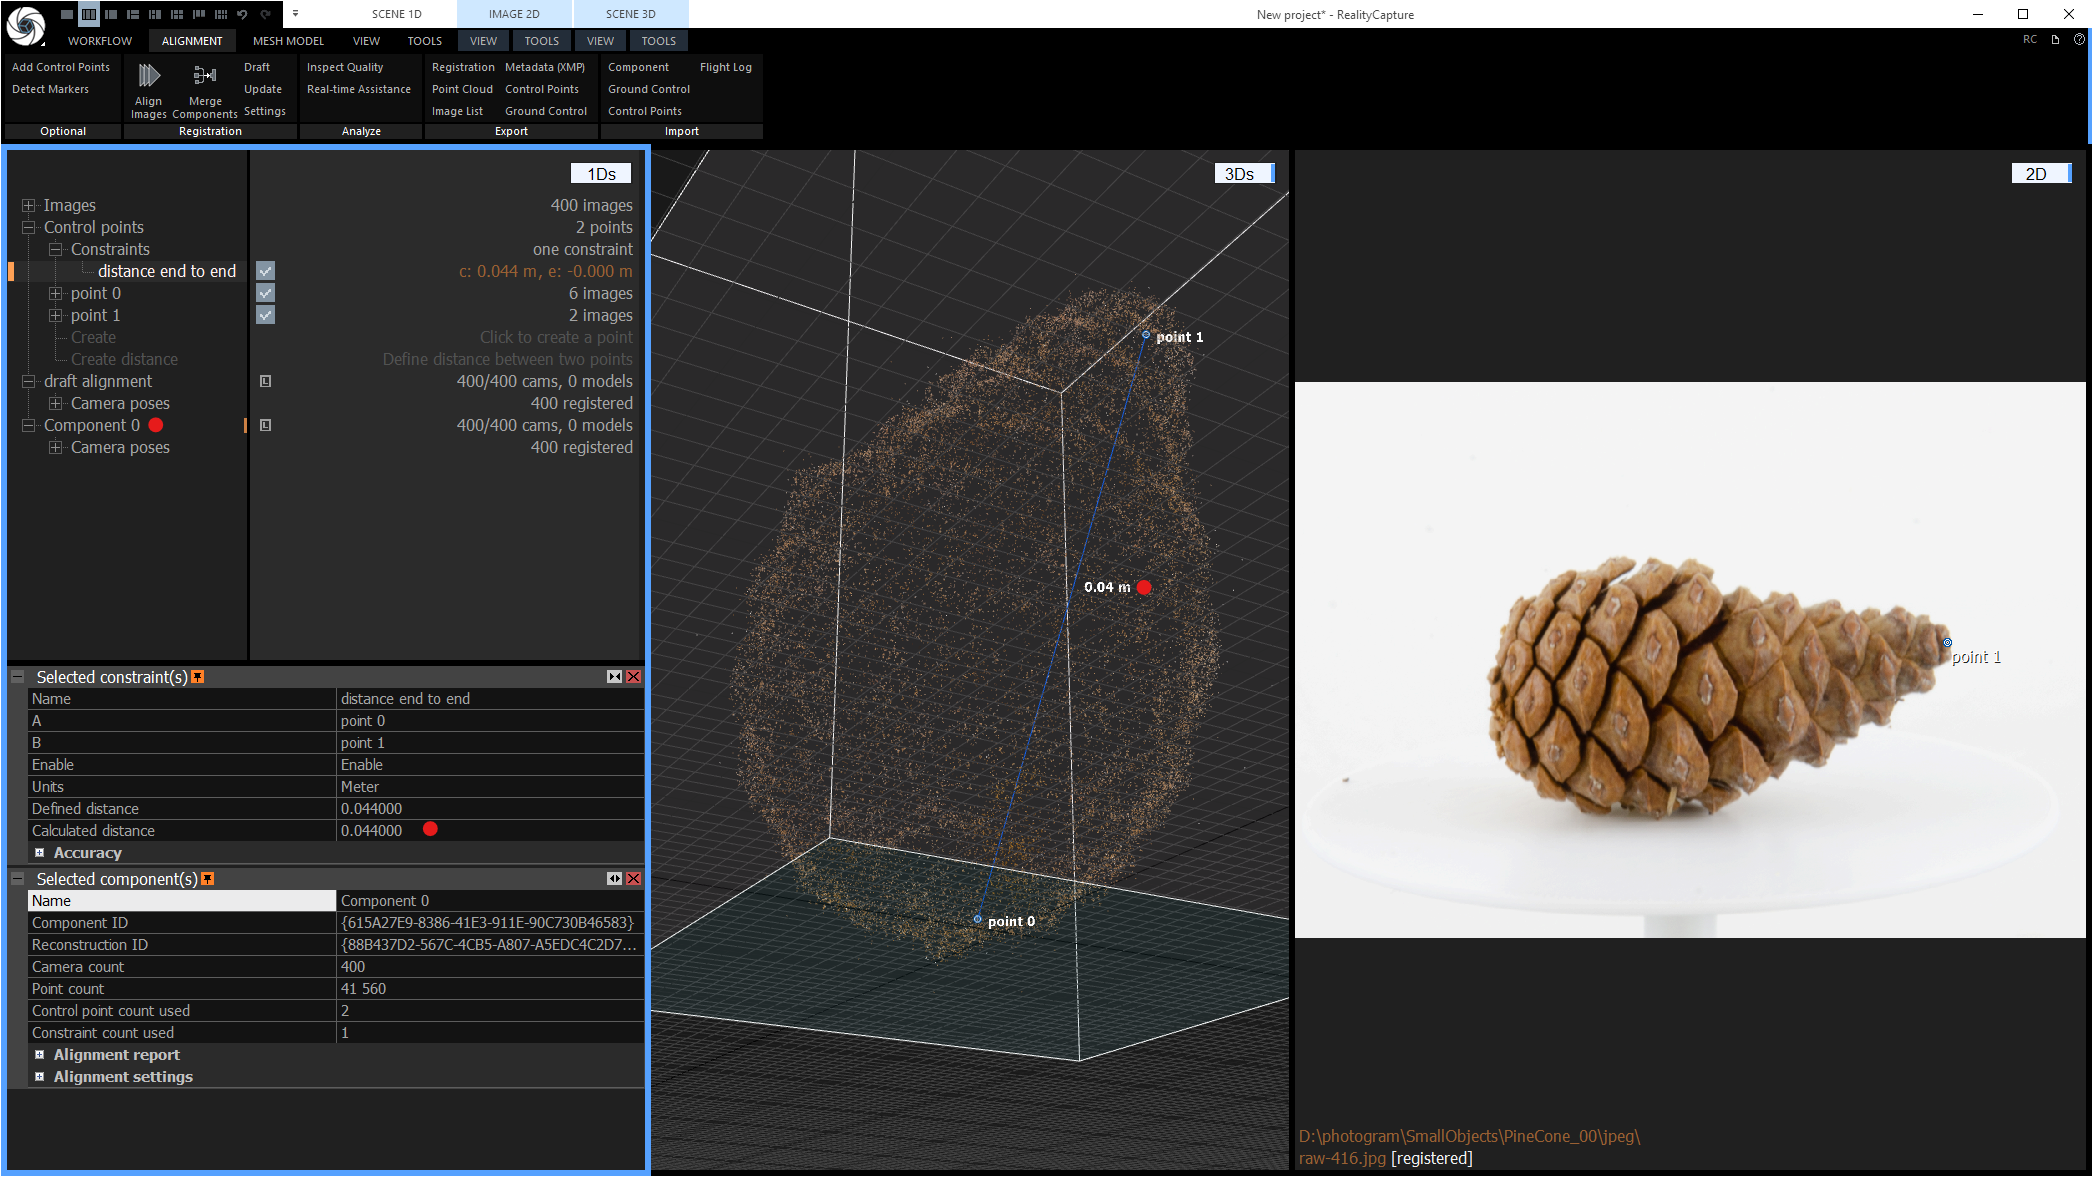 SCENE 1D
IMAGE 2D
SCENE 3D
New project* - RealityCapture
WORKFLOW
ALIGNMENT
MESH MODEL
VIEW
TOOLS
VIEW
TOOLS
VIEW
TOOLS
RC
Add Control Points
Detect Markers
Optional
Align Images
Merge Components
Draft
Update
Settings
Registration
Inspect Quality
Real-time Assistance
Analyze
Registration
Metadata (XMP)
Point Cloud
Control Points
Image List
Ground Control
Export
Component
Flight Log
Ground Control
Control Points
Import
1Ds
Images 400 images
Control points 2 points
Constraints one constraint
distance end to end c: 0.044 m, e: -0.000 m
point 0 6 images
point 1 2 images
Create Click to create a point
Create distance Define distance between two points
draft alignment L 400/400 cams, 0 models
Camera poses 400 registered
Component 0 L 400/400 cams, 0 models
Camera poses 400 registered
Selected constraint(s)
Name distance end to end
A point 0
B point 1
Enable Enable
Units Meter
Defined distance 0.044000
Calculated distance 0.044000
Accuracy
Selected component(s)
Name Component 0
Component ID {615A27E9-8386-41E3-911E-90C730B46583}
Reconstruction ID {88B437D2-567C-4CB5-A807-A5EDC4C2D7...
Camera count 400
Point count 41 560
Control point count used 2
Constraint count used 1
Alignment report
Alignment settings
3Ds
point 1
0.04 m
point 0
2D
point 1
D:\photogram\SmallObjects\PineCone_00\jpeg\
raw-416.jpg [registered]